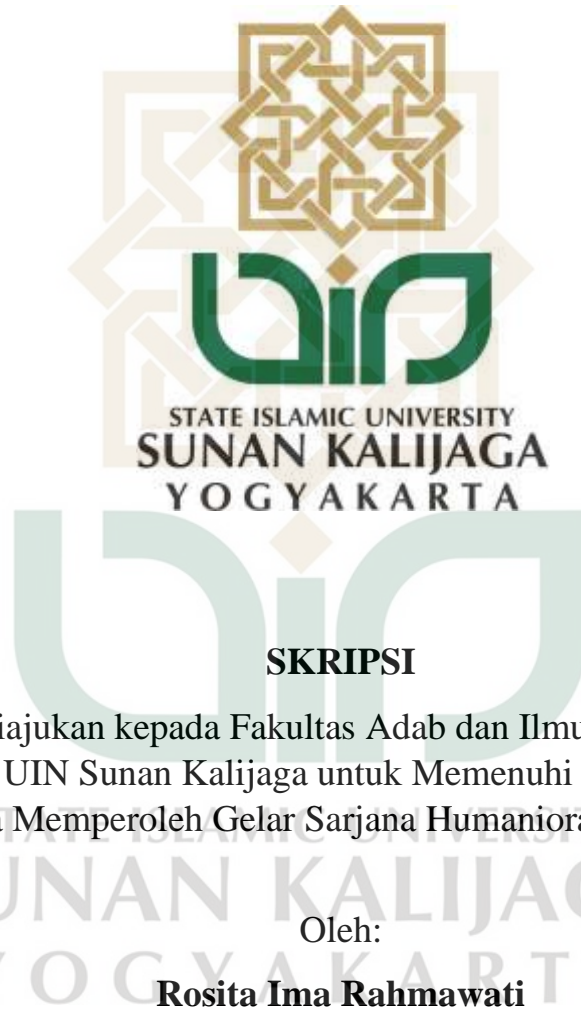 STATE ISLAMIC UNIVERSITY
SUNAN KALIJAGA
YOGYAKARTA
SKRIPSI
iajukan kepada Fakultas Adab dan Ilmu
UIN Sunan Kalijaga untuk Memenuhi
Memperoleh Gelar Sarjana Humaniora
Oleh:
Rosita Ima Rahmawati